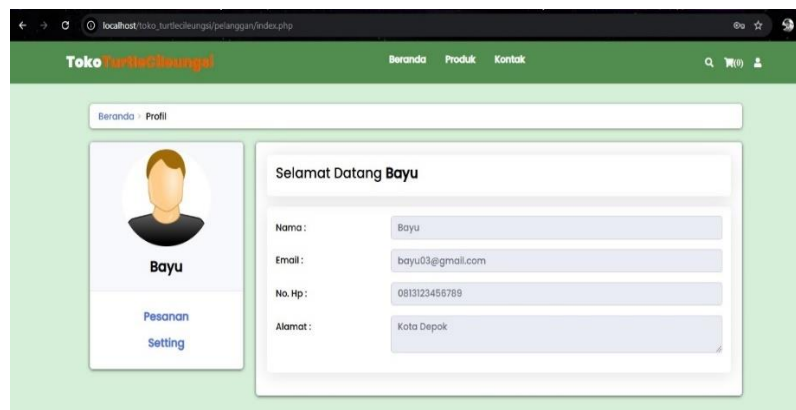 localhost/toko_turtlecileungsi/pelanggan/index.php
TokoTurtleCileungsi Beranda Produk Kontak (0)
Beranda › Profil
Selamat Datang Bayu
Nama : Bayu
Email : bayu03@gmail.com
Bayu
No. Hp : 0813123456789
Pesanan
Alamat : Kota Depok
Setting